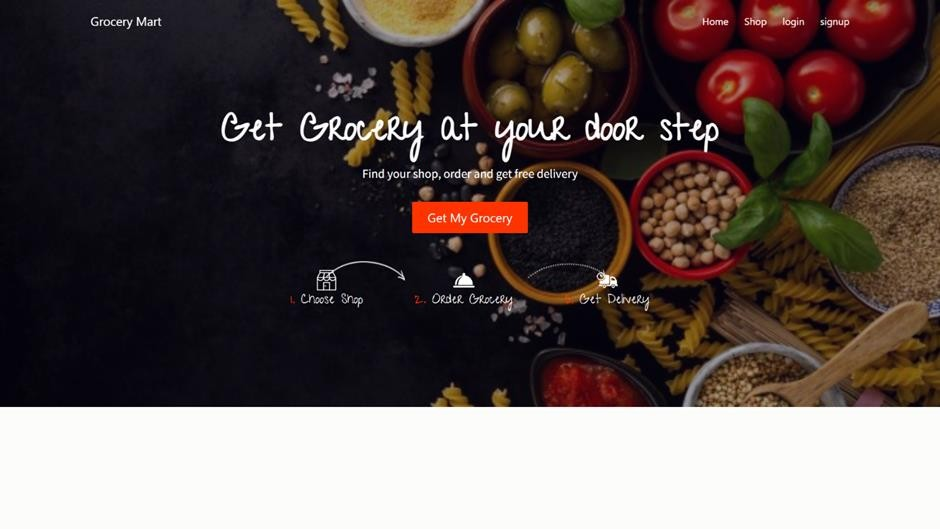 Grocery Mart
Home Shop login signup
Get Grocery at your door step
Find your shop, order and get free delivery
Get My Grocery
1. Choose Shop
2. Order Grocery
3. Get Delivery